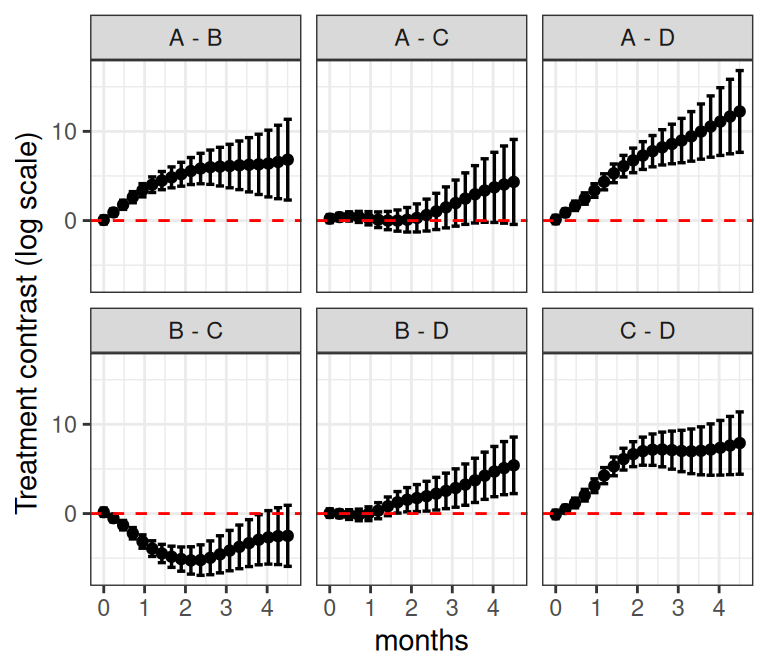 A - B
A - C
A - D
10
0
B - C
B - D
C - D
10
0
0 1 2 3 4
0 1 2 3 4
0 1 2 3 4
months
Treatment contrast (log scale)